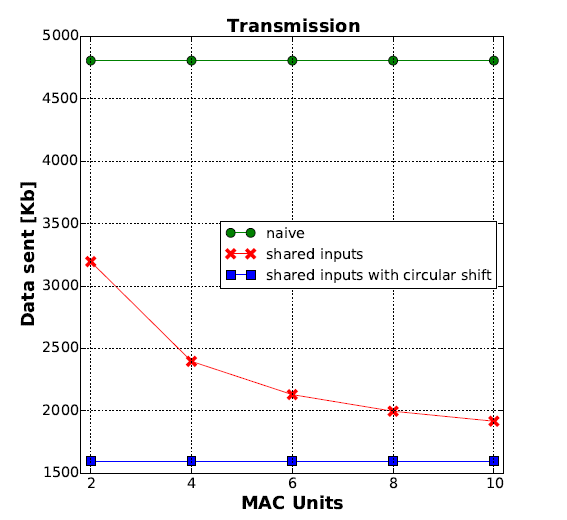 Transmission
5000
4500
4000
3500
3000
2500
2000
1500
Data sent [Kb]
naive
shared inputs
shared inputs with circular shift
2 4 6 8 10
MAC Units